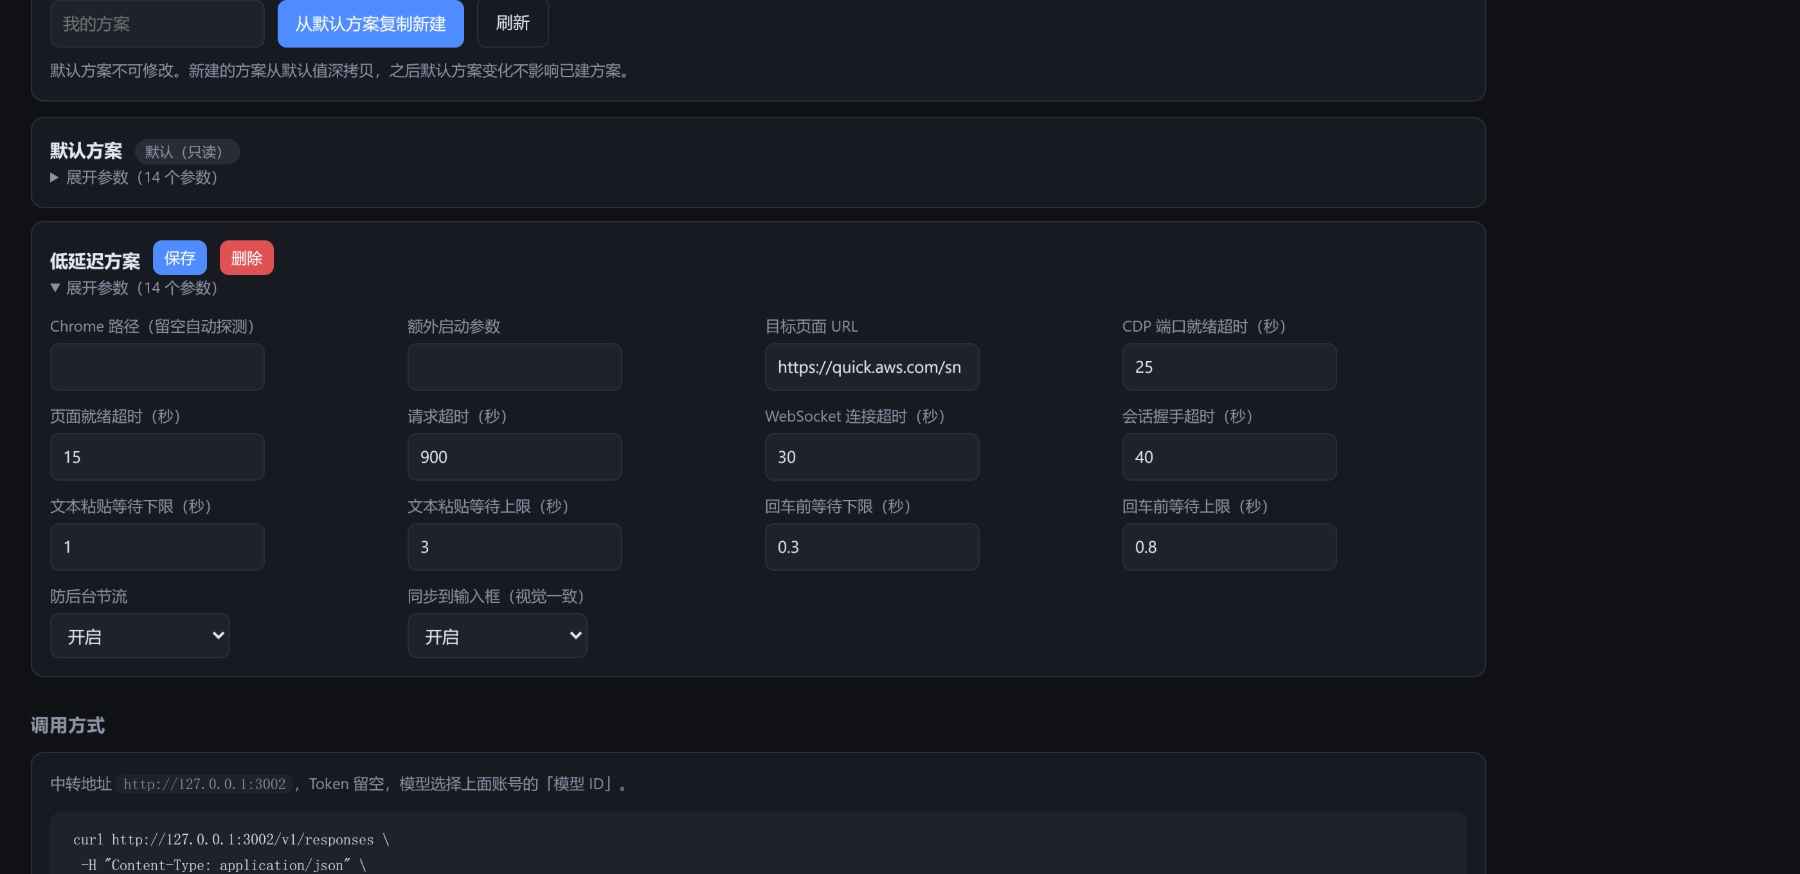 我的方案 从默认方案复制新建 刷新
默认方案不可修改。新建的方案从默认值深拷贝，之后默认方案变化不影响已建方案。
默认方案 默认（只读）
▶ 展开参数（14 个参数）
低延迟方案 保存 删除
▼ 展开参数（14 个参数）
Chrome 路径（留空自动探测） 额外启动参数 目标页面 URL CDP 端口就绪超时（秒）
https://quick.aws.com/sn 25
页面就绪超时（秒） 请求超时（秒） WebSocket 连接超时（秒） 会话握手超时（秒）
15 900 30 40
文本粘贴等待下限（秒） 文本粘贴等待上限（秒） 回车前等待下限（秒） 回车前等待上限（秒）
1 3 0.3 0.8
防后台节流 同步到输入框（视觉一致）
开启 开启
调用方式
中转地址 http://127.0.0.1:3002 ，Token 留空，模型选择上面账号的「模型 ID」。
curl http://127.0.0.1:3002/v1/responses \
-H "Content-Type: application/json" \